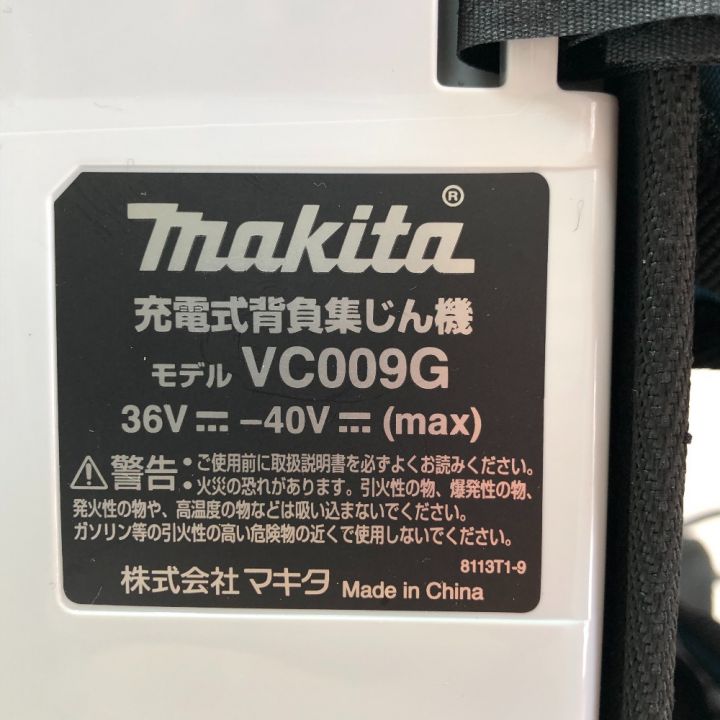 makita®
充電式背負集じん機
モデル VC009G
36V⎓-40V⎓(max)
⚠警告:ご使用前に取扱説明書を必ずよくお読みください。
火災の恐れがあります。引火性の物、爆発性の物、
発火性の物や、高温度の物などは吸い込まないでください。
ガソリン等の引火性の高い危険物の近くで使用しないでください。
8113T1-9
株式会社 マキタ Made in China